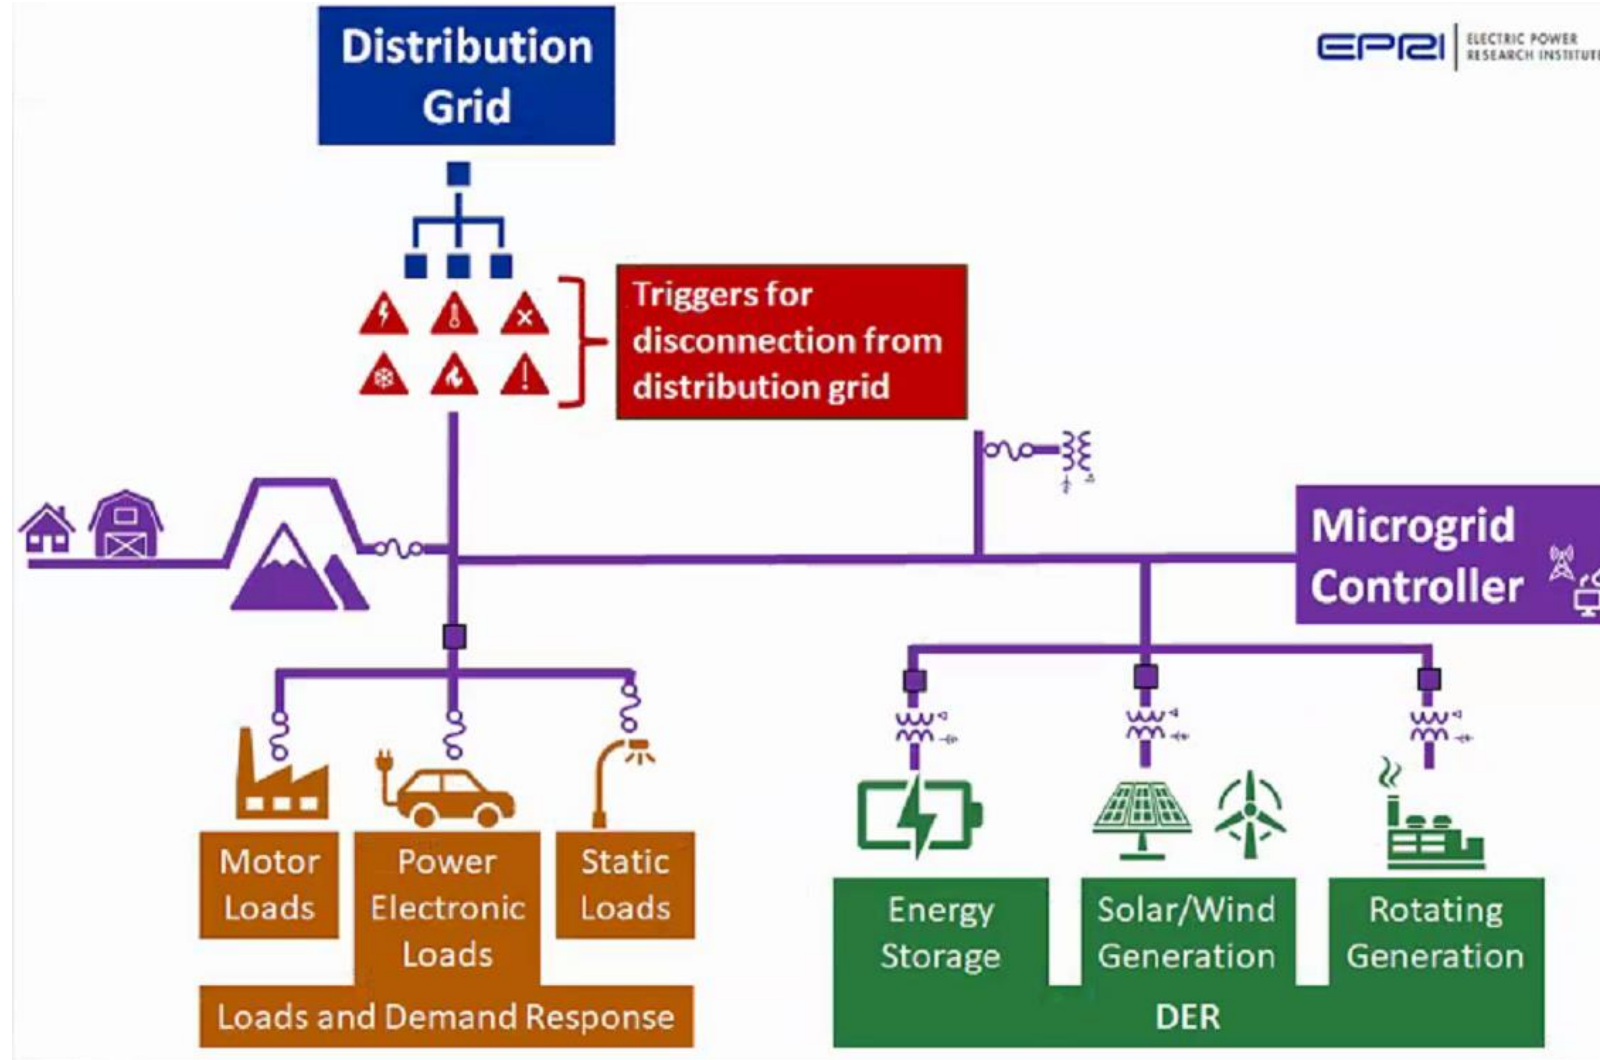 Distribution
Grid
EPRI
ELECTRIC POWER
RESEARCH INSTITUTE
Triggers for
disconnection from
distribution grid
Microgrid
Controller
Motor
Loads
Power
Electronic
Loads
Static
Loads
Loads and Demand Response
Energy
Storage
Solar/Wind
Generation
Rotating
Generation
DER